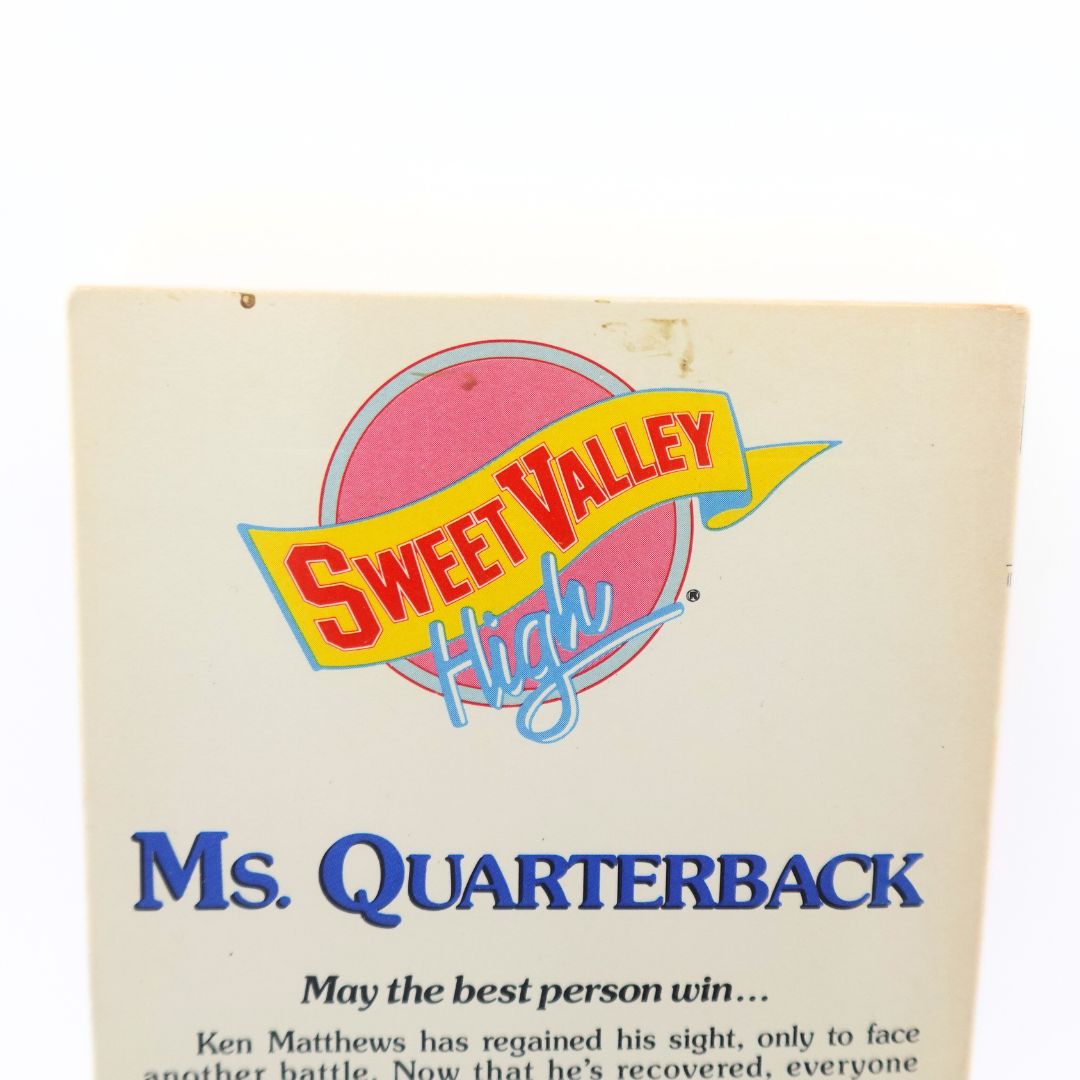 SWEET VALLEY
High®
MS. QUARTERBACK
May the best person win...
Ken Matthews has regained his sight, only to face
another battle. Now that he's recovered, everyone